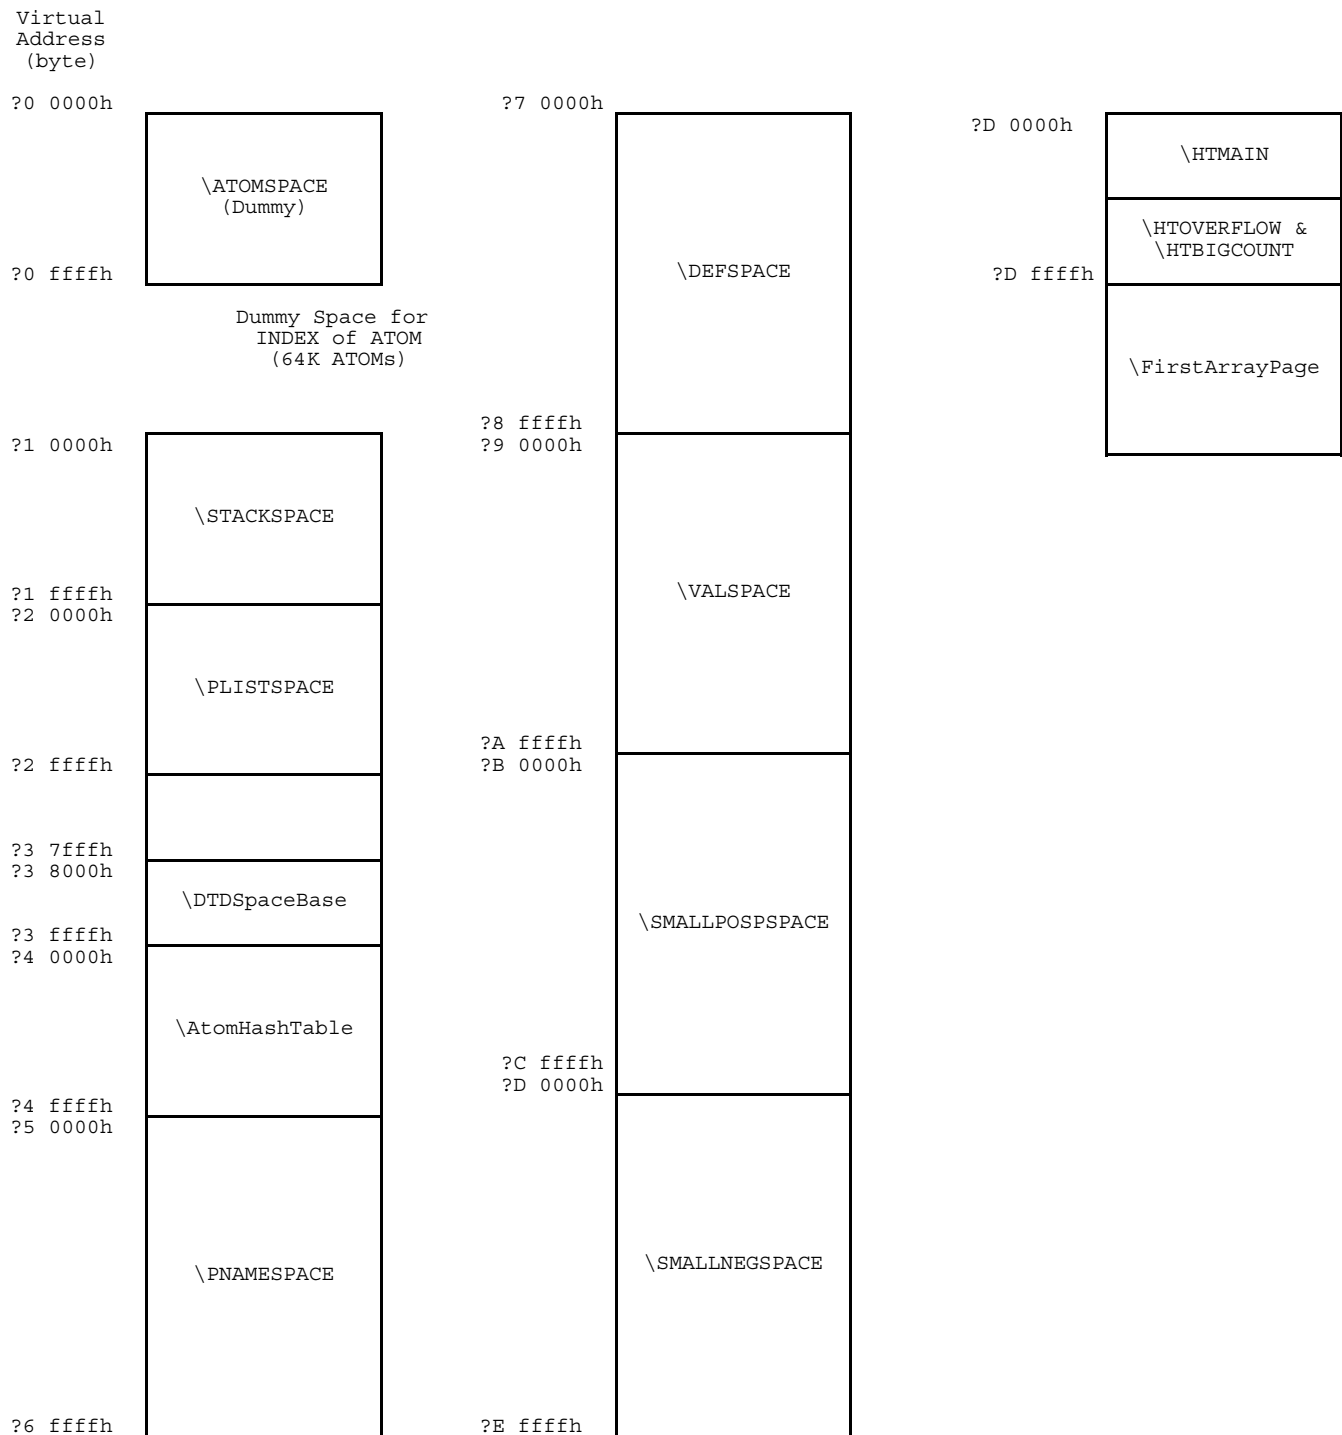 Virtual
Address
(byte)
?0 0000h
\ATOMSPACE
(Dummy)
?0 ffffh
Dummy Space for
INDEX of ATOM
(64K ATOMs)
?1 0000h
\STACKSPACE
?1 ffffh
?2 0000h
\PLISTSPACE
?2 ffffh
?3 7fffh
?3 8000h
\DTDSpaceBase
?3 ffffh
?4 0000h
\AtomHashTable
?4 ffffh
?5 0000h
\PNAMESPACE
?6 ffffh
?7 0000h
\DEFSPACE
?8 ffffh
?9 0000h
\VALSPACE
?A ffffh
?B 0000h
\SMALLPOSPSPACE
?C ffffh
?D 0000h
\SMALLNEGSPACE
?E ffffh
?D 0000h
\HTMAIN
\HTOVERFLOW &
\HTBIGCOUNT
?D ffffh
\FirstArrayPage